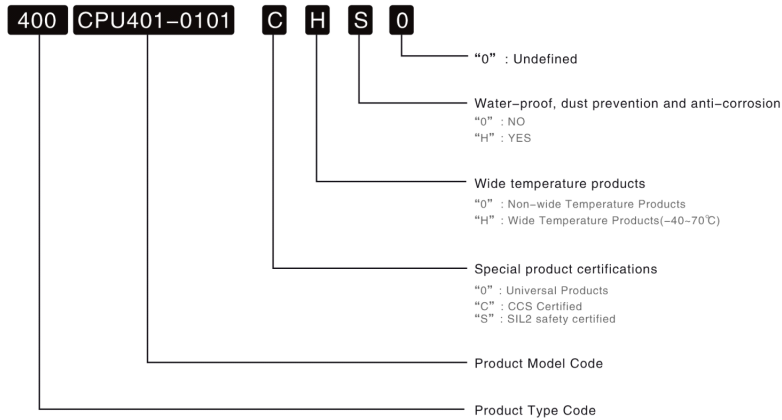 400 CPU401-0101 C H S 0
“0” : Undefined
Water-proof, dust prevention and anti-corrosion
“0” : NO
“H” : YES
Wide temperature products
“0” : Non-wide Temperature Products
“H” : Wide Temperature Products(-40~70℃)
Special product certifications
“0” : Universal Products
“C” : CCS Certified
“S” : SIL2 safety certified
Product Model Code
Product Type Code